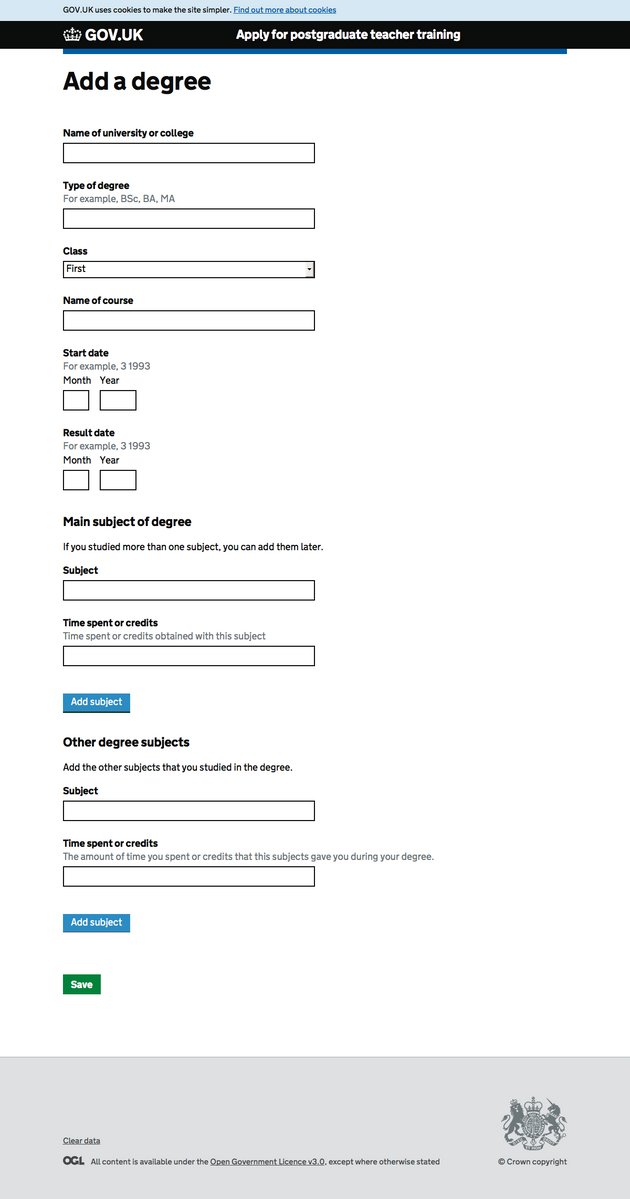 GOV.UK uses cookies to make the site simpler. Find out more about cookies
GOV.UK Apply for postgraduate teacher training
Add a degree
Name of university or college
Type of degree
For example, BSc, BA, MA
Class
First
Name of course
Start date
For example, 3 1993
Month Year
Result date
For example, 3 1993
Month Year
Main subject of degree
If you studied more than one subject, you can add them later.
Subject
Time spent or credits
Time spent or credits obtained with this subject
Add subject
Other degree subjects
Add the other subjects that you studied in the degree.
Subject
Time spent or credits
The amount of time you spent or credits that this subjects gave you during your degree.
Add subject
Save
Clear data
OGL All content is available under the Open Government Licence v3.0, except where otherwise stated
© Crown copyright